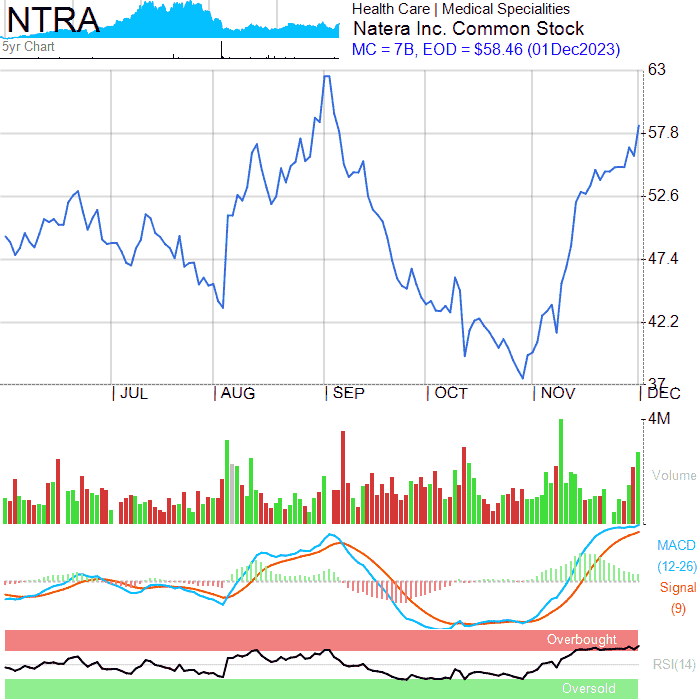 NTRA
5yr Chart
Health Care | Medical Specialities
Natera Inc. Common Stock
MC = 7B, EOD = $58.46 (01Dec2023)
63
57.8
52.6
47.4
42.2
37
| JUL | AUG | SEP | OCT | NOV | DEC
4M
Volume
MACD
(12-26)
Signal
(9)
Overbought
RSI(14)
Oversold